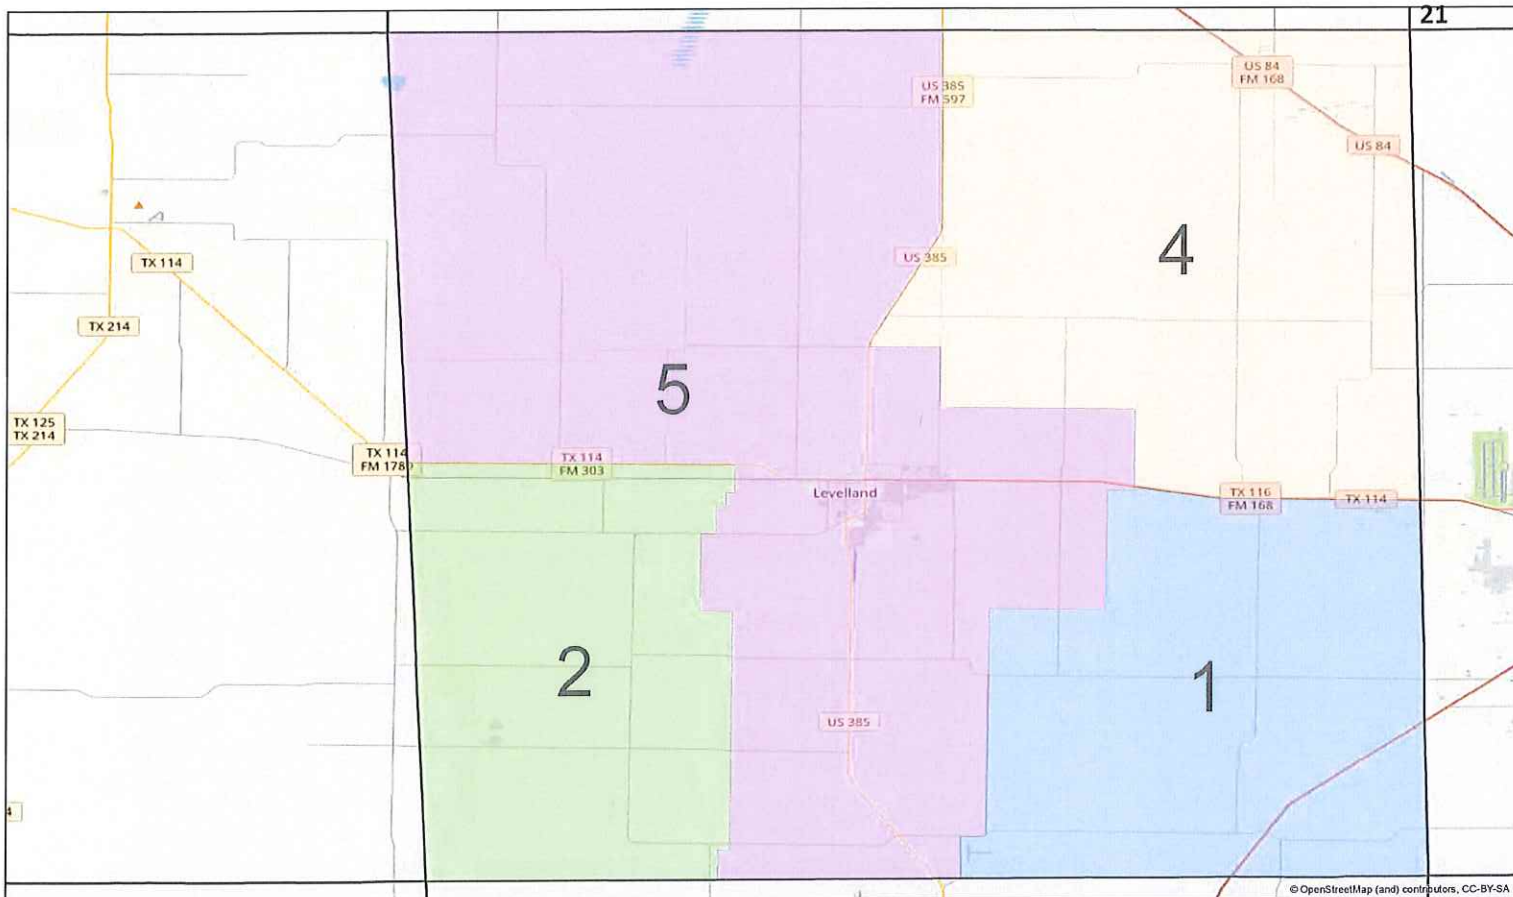 21
US 84
FM 168
US 385
FM 597
US 84
TX 114
4
US 385
TX 214
5
TX 125
TX 214
TX 114
FM 1789
TX 114
FM 303
Levelland
TX 116
FM 168
TX 114
2
1
US 385
4
© OpenStreetMap (and) contributors, CC-BY-SA